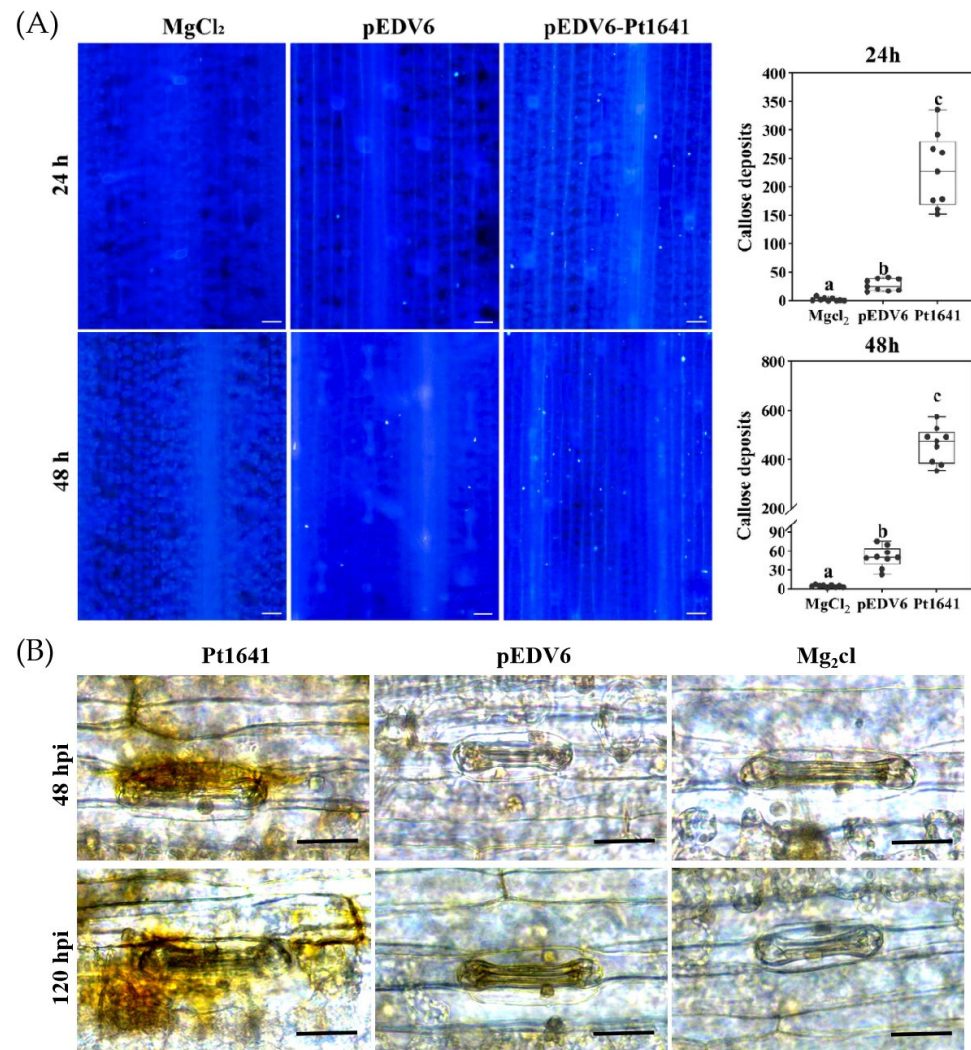 (A)
MgCl₂ pEDV6 pEDV6-Pt1641
24 h
48 h
24h
Callose deposits
400
350
300
250
200
150
100
50
0
a
b
c
Mgcl₂ pEDV6 Pt1641
48h
Callose deposits
800
600
400
200
90
60
30
0
a
b
c
MgCl₂ pEDV6 Pt1641
(B)
Pt1641 pEDV6 Mg₂cl
48 hpi
120 hpi